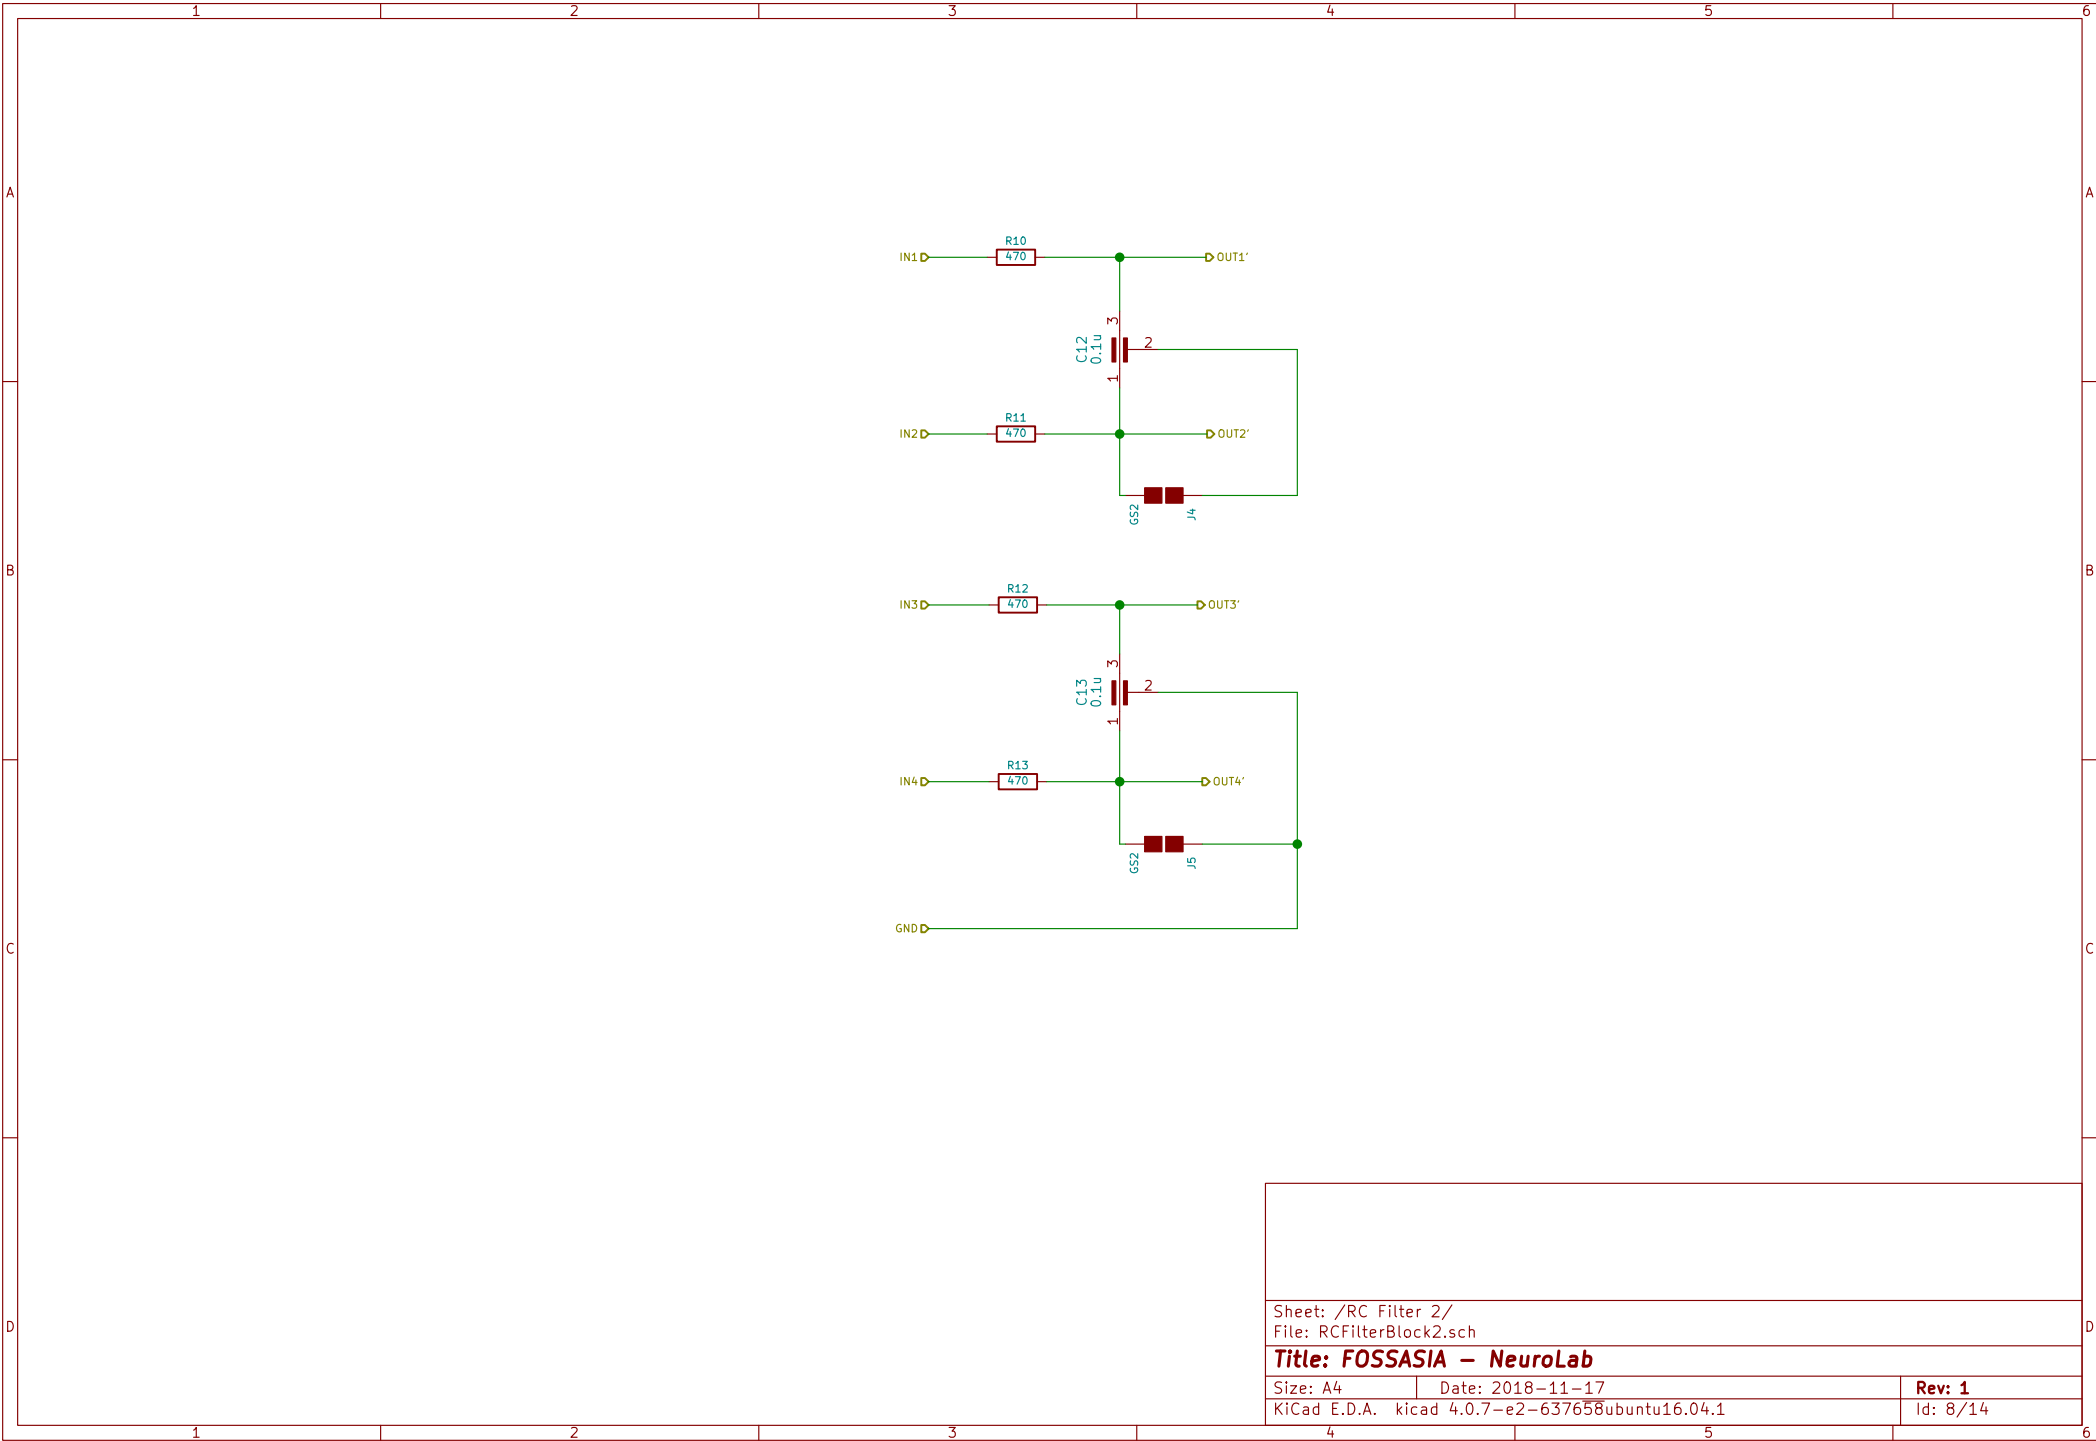 1 2 3 4 5 6
A A
R10
IN1 470 OUT1'
3
C12 0.1u 2
1
R11
IN2 470 OUT2'
GS2 J4
B B
R12
IN3 470 OUT3'
3
C13 0.1u 2
1
R13
IN4 470 OUT4'
GS2 J5
GND
C C
Sheet: /RC Filter 2/
File: RCFilterBlock2.sch
D D
Title: FOSSASIA - NeuroLab
Size: A4 Date: 2018-11-17 Rev: 1
KiCad E.D.A. kicad 4.0.7-e2-637658ubuntu16.04.1 Id: 8/14
1 2 3 4 5 6